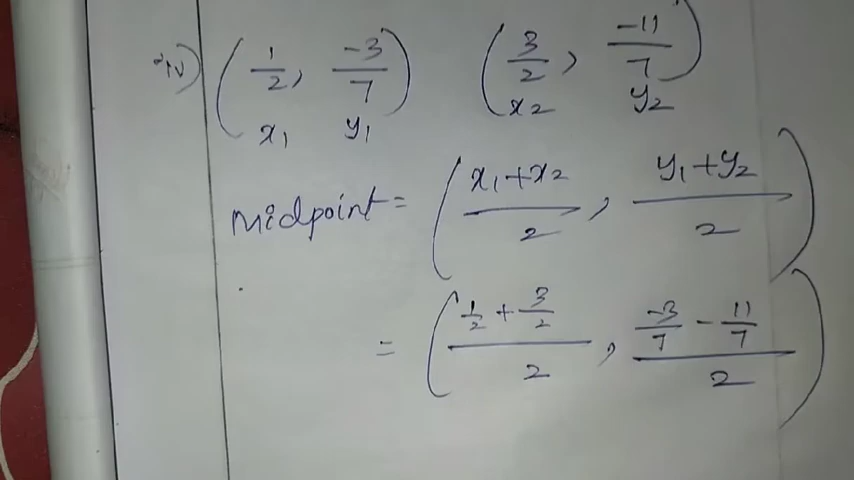 iv) (1/2, -3/7) (3/2, -11/7)
x₁ y₁ x₂ y₂
Midpoint = (x₁+x₂/2, y₁+y₂/2)
= (1/2 + 3/2 / 2, -3/7 - 11/7 / 2)